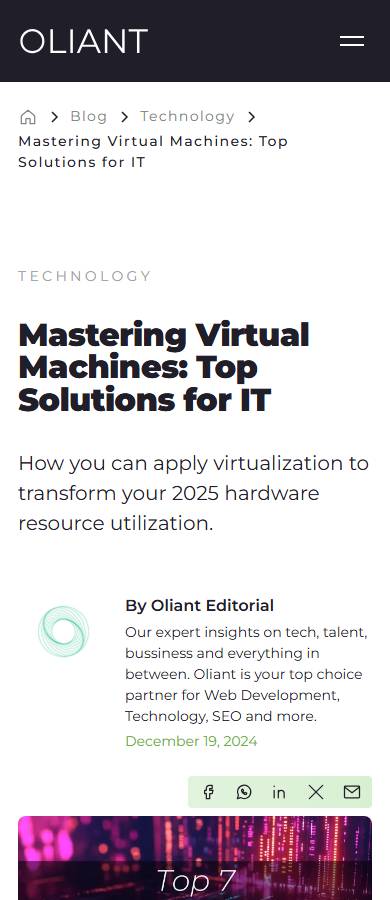 OLIANT
Blog
Technology
Mastering Virtual Machines: Top
Solutions for IT
TECHNOLOGY
Mastering Virtual
Machines: Top
Solutions for IT
How you can apply virtualization to
transform your 2025 hardware
resource utilization.
By Oliant Editorial
Our expert insights on tech, talent,
bussiness and everything in
between. Oliant is your top choice
partner for Web Development,
Technology, SEO and more.
December 19, 2024
Top 7